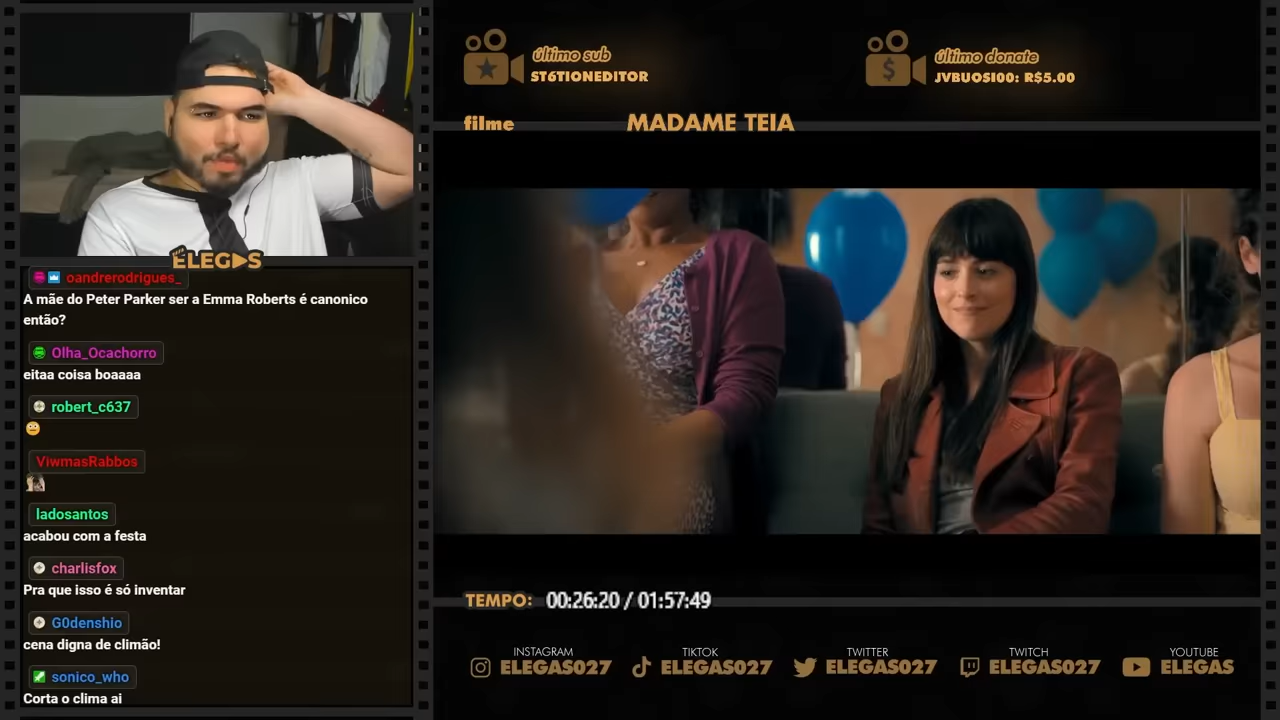 último sub
ST6TIONEDITOR
último donate
JVBUOSI00: R$5.00
filme
MADAME TEIA
ELEGAS
oandrerodrigues_
A mãe do Peter Parker ser a Emma Roberts é canonico
então?
Olha_Ocachorro
eitaa coisa boaaaa
robert_c637
ViwmasRabbos
ladosantos
acabou com a festa
charlisfox
Pra que isso é só inventar
G0denshio
cena digna de climão!
sonico_who
Corta o clima ai
TEMPO: 00:26:20 / 01:57:49
INSTAGRAM
ELEGAS027
TIKTOK
ELEGAS027
TWITTER
ELEGAS027
TWITCH
ELEGAS027
YOUTUBE
ELEGAS